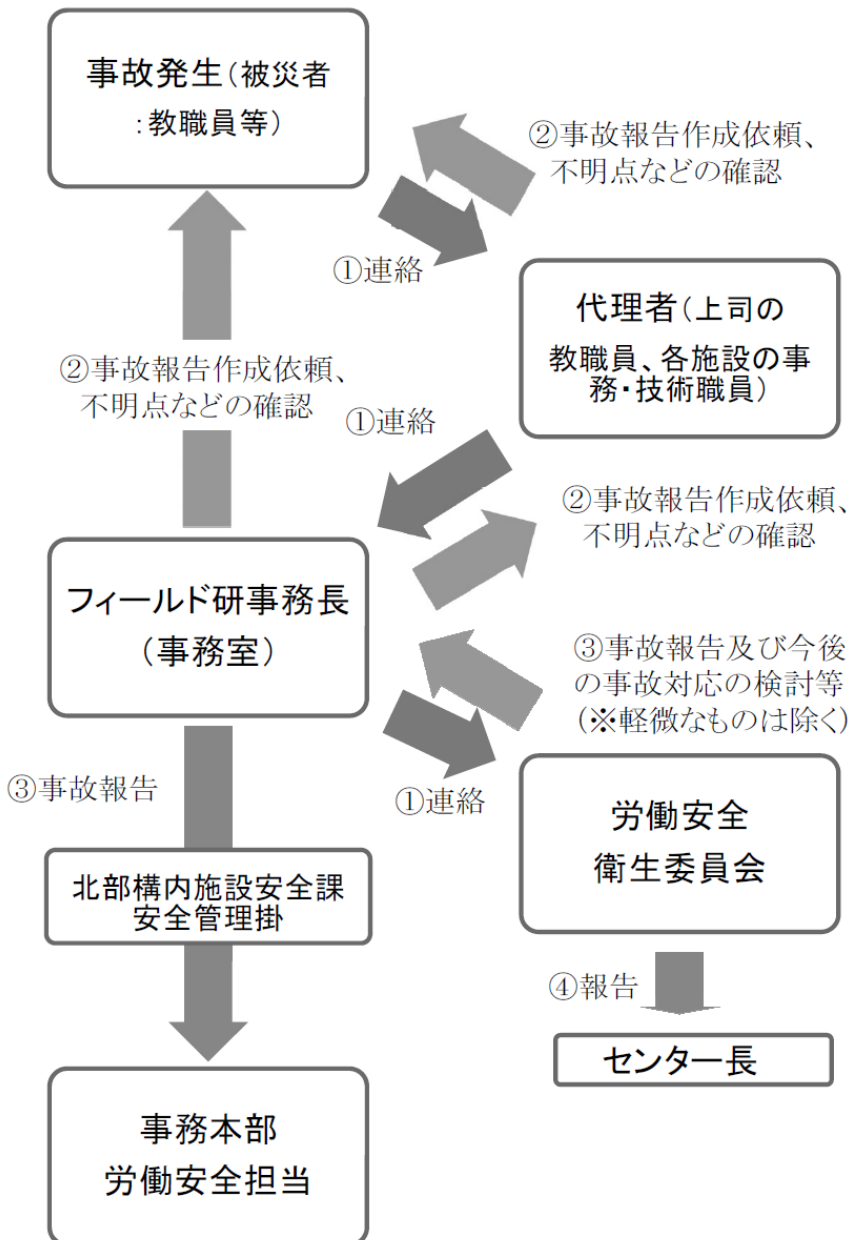 事故発生（被災者
：教職員等）
②事故報告作成依頼、
不明点などの確認
①連絡
代理者（上司の
教職員、各施設の事
務・技術職員）
②事故報告作成依頼、
不明点などの確認
①連絡
②事故報告作成依頼、
不明点などの確認
フィールド研事務長
（事務室）
③事故報告及び今後
の事故対応の検討等
（※軽微なものは除く）
③事故報告
①連絡
労働安全
衛生委員会
北部構内施設安全課
安全管理掛
④報告
センター長
事務本部
労働安全担当